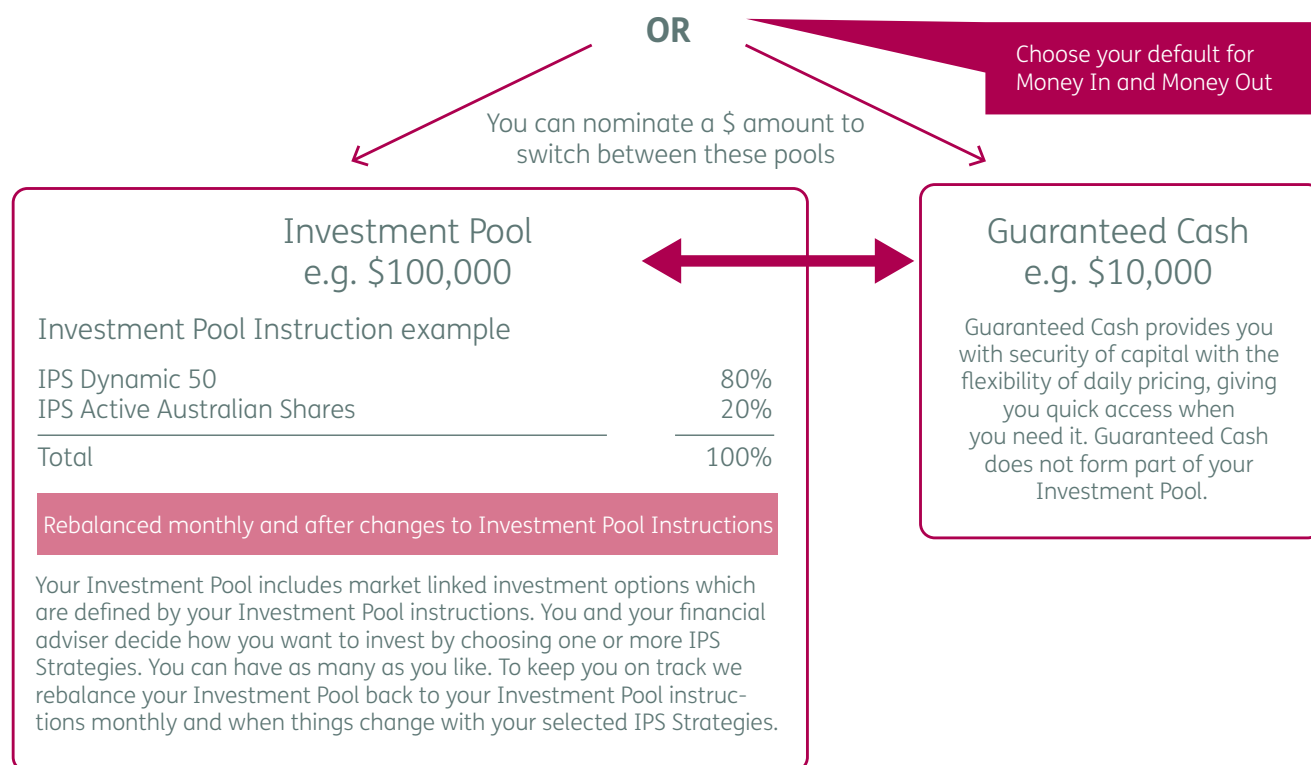 OR
Choose your default for
Money In and Money Out
You can nominate a $ amount to
switch between these pools
Investment Pool
e.g. $100,000
Investment Pool Instruction example
IPS Dynamic 50 80%
IPS Active Australian Shares 20%
Total 100%
Rebalanced monthly and after changes to Investment Pool Instructions
Your Investment Pool includes market linked investment options which
are defined by your Investment Pool instructions. You and your financial
adviser decide how you want to invest by choosing one or more IPS
Strategies. You can have as many as you like. To keep you on track we
rebalance your Investment Pool back to your Investment Pool instruc-
tions monthly and when things change with your selected IPS Strategies.
Guaranteed Cash
e.g. $10,000
Guaranteed Cash provides you
with security of capital with the
flexibility of daily pricing, giving
you quick access when
you need it. Guaranteed Cash
does not form part of your
Investment Pool.